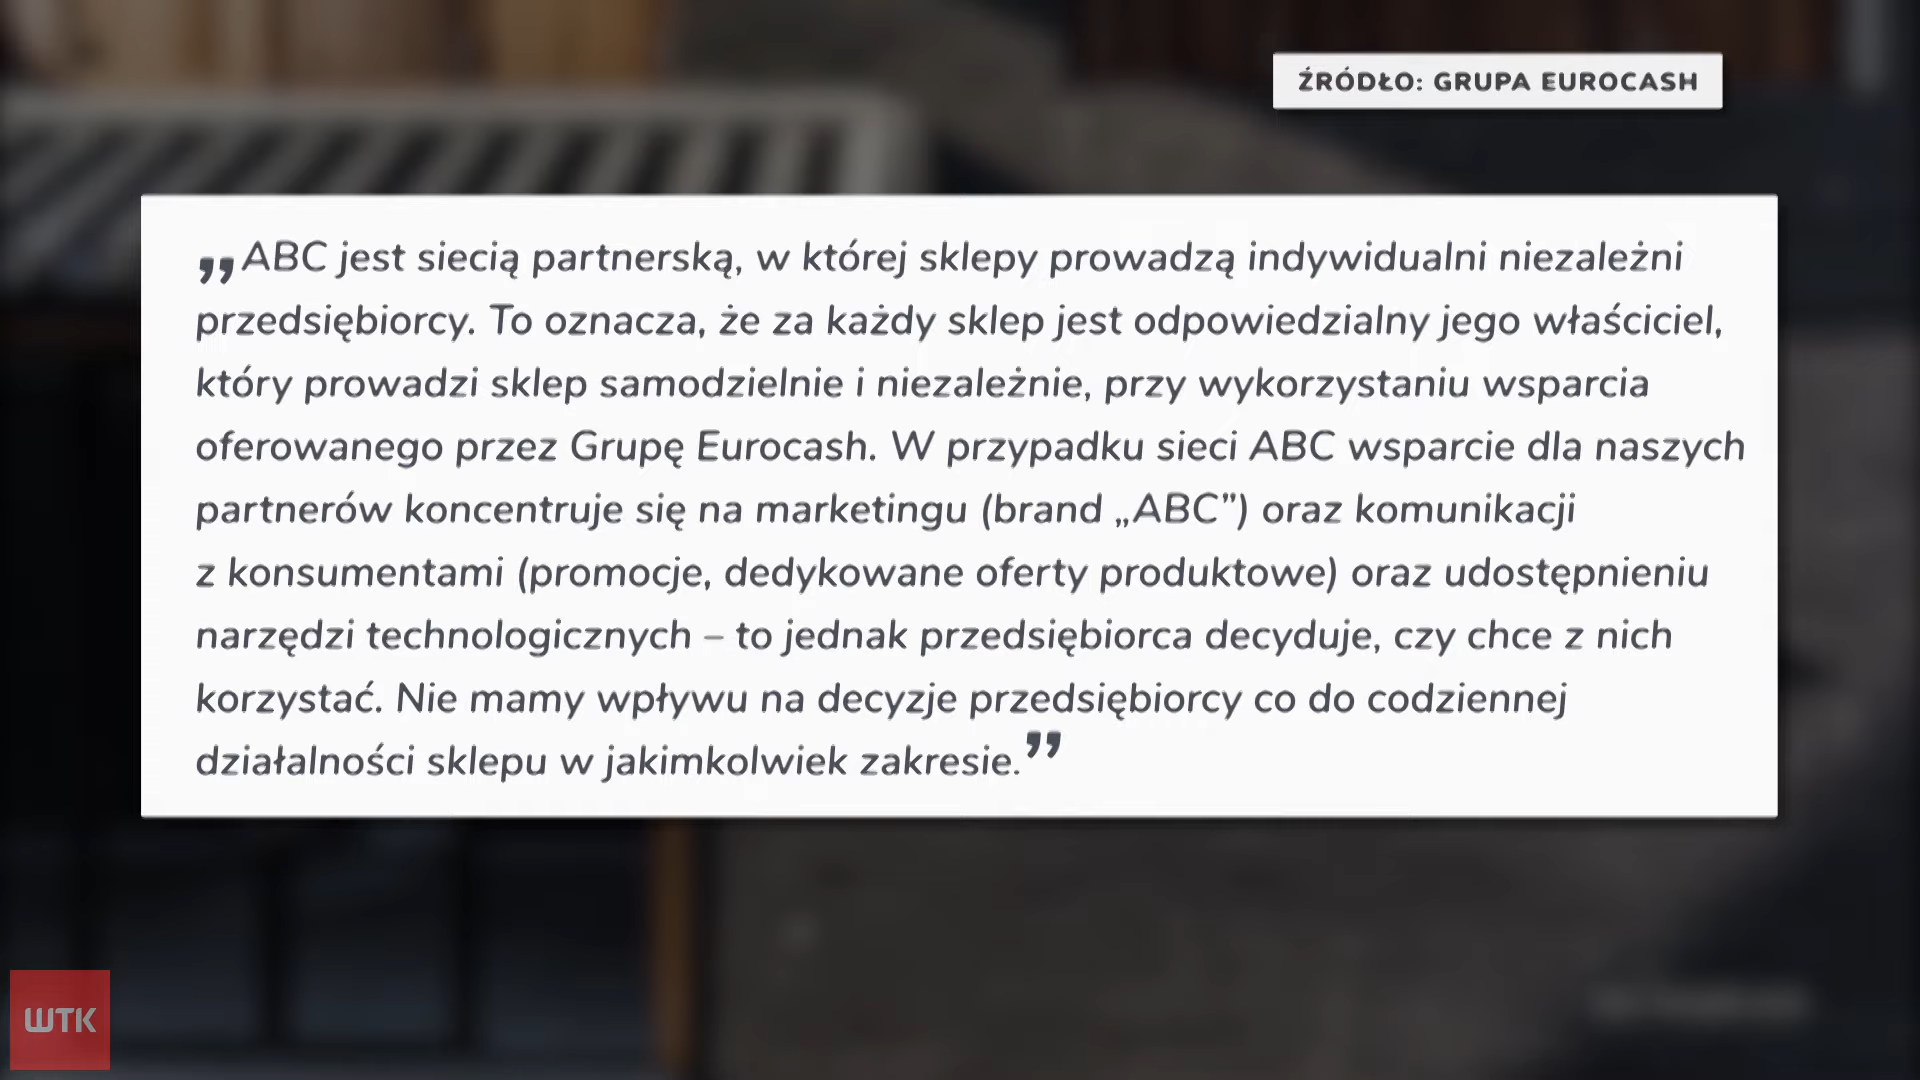 ŹRÓDŁO: GRUPA EUROCASH
„ABC jest siecią partnerską, w której sklepy prowadzą indywidualni niezależni
przedsiębiorcy. To oznacza, że za każdy sklep jest odpowiedzialny jego właściciel,
który prowadzi sklep samodzielnie i niezależnie, przy wykorzystaniu wsparcia
oferowanego przez Grupę Eurocash. W przypadku sieci ABC wsparcie dla naszych
partnerów koncentruje się na marketingu (brand „ABC”) oraz komunikacji
z konsumentami (promocje, dedykowane oferty produktowe) oraz udostępnieniu
narzędzi technologicznych – to jednak przedsiębiorca decyduje, czy chce z nich
korzystać. Nie mamy wpływu na decyzje przedsiębiorcy co do codziennej
działalności sklepu w jakimkolwiek zakresie.”
WTK